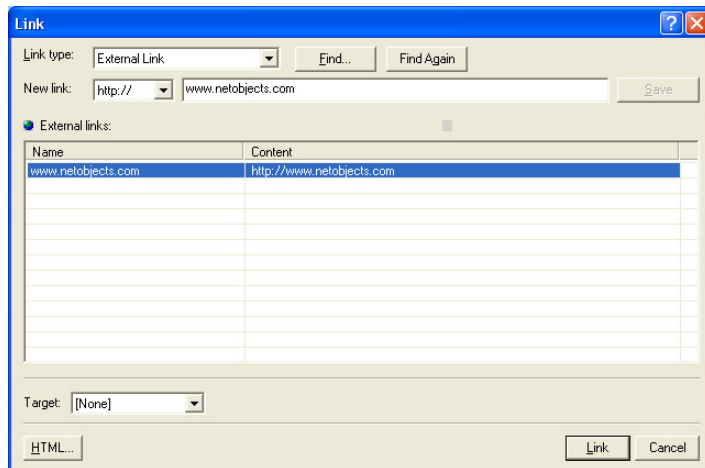 Link
Link type: External Link Find... Find Again
New link: http:// www.netobjects.com Save
External links:
Name Content
www.netobjects.com http://www.netobjects.com
Target: [None]
HTML... Link Cancel